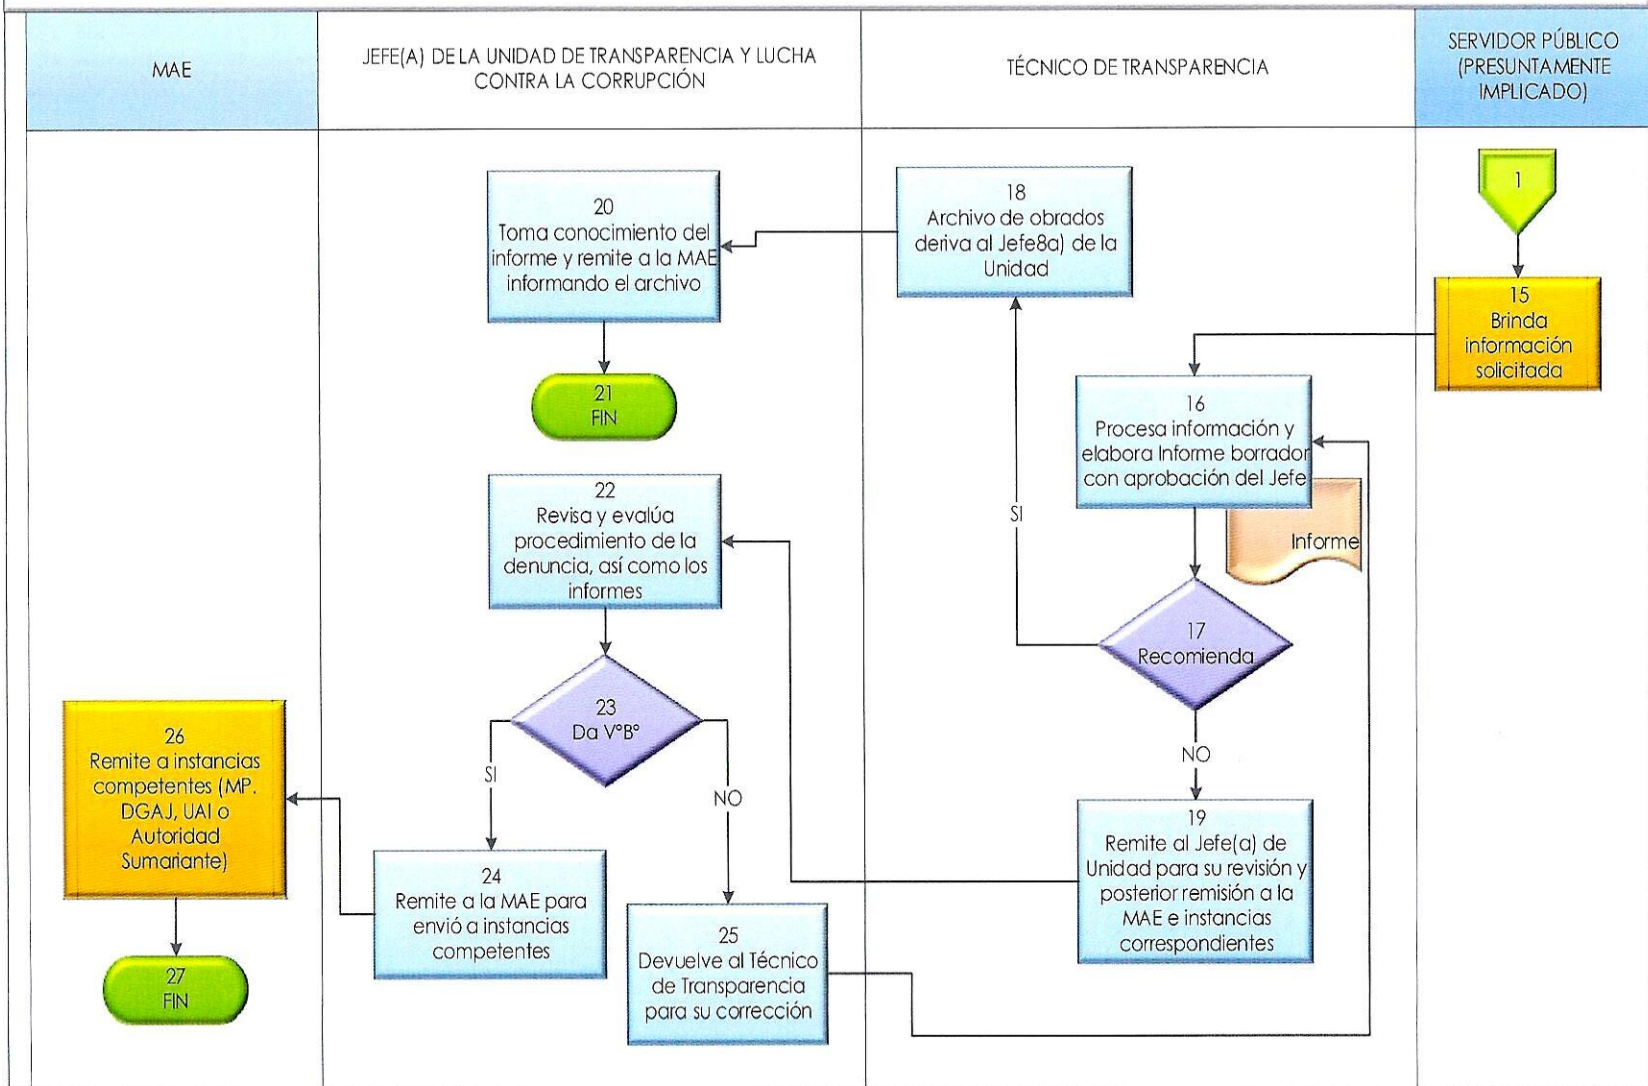 MAE
JEFE(A) DE LA UNIDAD DE TRANSPARENCIA Y LUCHA
CONTRA LA CORRUPCIÓN
TÉCNICO DE TRANSPARENCIA
SERVIDOR PÚBLICO
(PRESUNTAMENTE
IMPLICADO)
1
15
Brinda
información
solicitada
16
Procesa información y
elabora Informe borrador
con aprobación del Jefe
Informe
17
Recomienda
SI
NO
18
Archivo de obrados
deriva al Jefe8a) de la
Unidad
19
Remite al Jefe(a) de
Unidad para su revisión y
posterior remisión a la
MAE e instancias
correspondientes
20
Toma conocimiento del
informe y remite a la MAE
informando el archivo
21
FIN
22
Revisa y evalúa
procedimiento de la
denuncia, así como los
informes
23
Da V°B°
SI
NO
24
Remite a la MAE para
envió a instancias
competentes
25
Devuelve al Técnico
de Transparencia
para su corrección
26
Remite a instancias
competentes (MP.
DGAJ, UAI o
Autoridad
Sumariante)
27
FIN